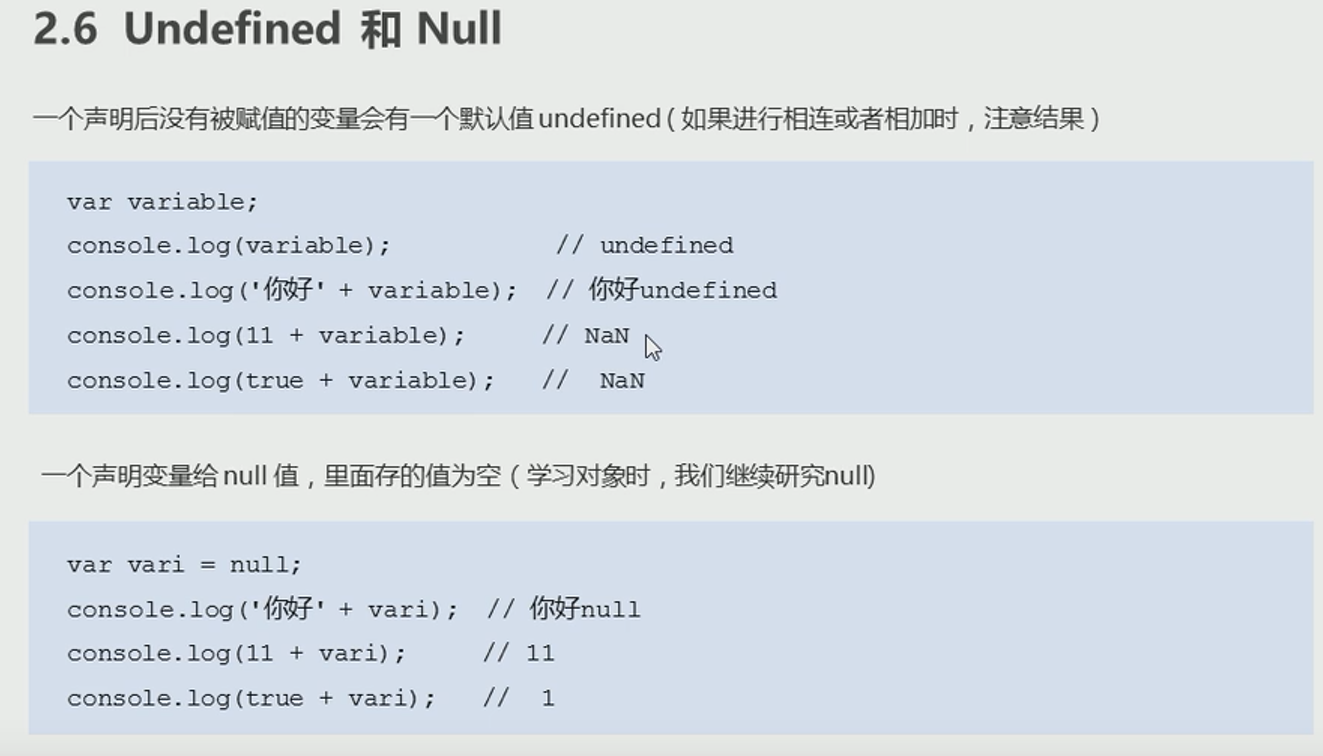 2.6 Undefined 和 Null
一个声明后没有被赋值的变量会有一个默认值 undefined ( 如果进行相连或者相加时，注意结果 )
var variable;
console.log(variable); // undefined
console.log('你好' + variable); // 你好undefined
console.log(11 + variable); // NaN
console.log(true + variable); // NaN
一个声明变量给 null 值，里面存的值为空（学习对象时，我们继续研究null)
var vari = null;
console.log('你好' + vari); // 你好null
console.log(11 + vari); // 11
console.log(true + vari); // 1